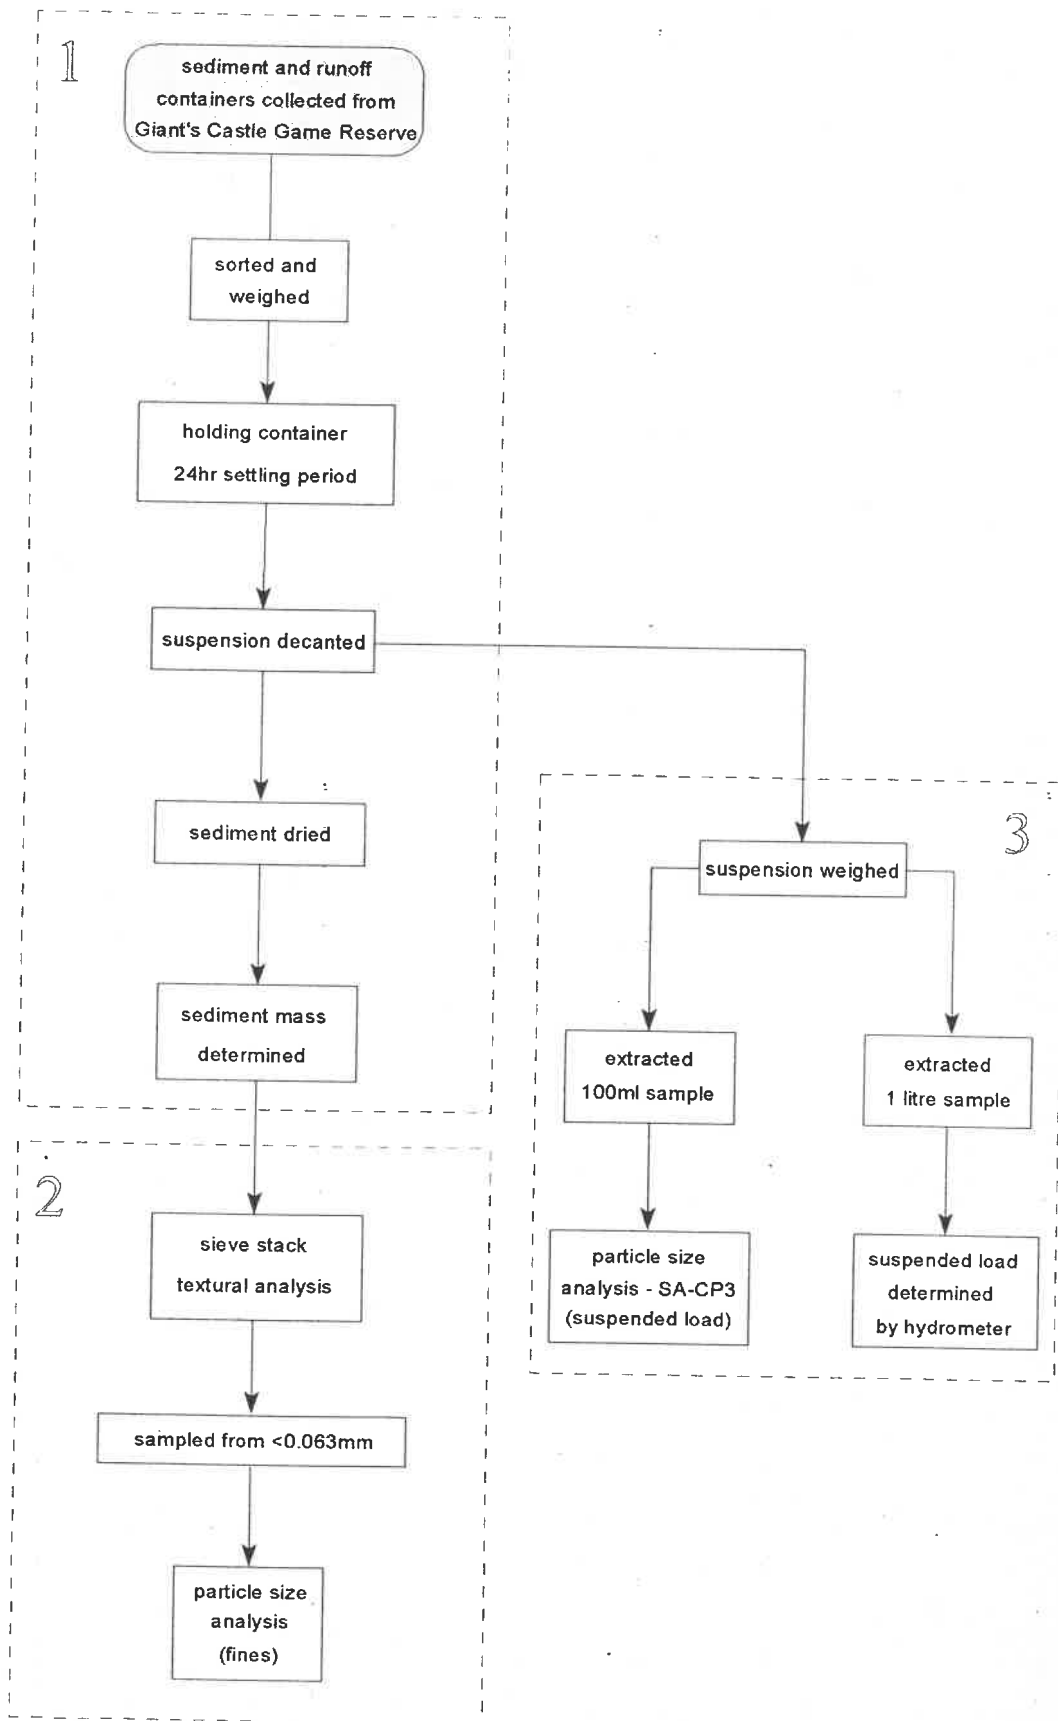 1
sediment and runoff
containers collected from
Giant's Castle Game Reserve
sorted and
weighed
holding container
24hr settling period
suspension decanted
sediment dried
sediment mass
determined
2
sieve stack
textural analysis
sampled from <0.063mm
particle size
analysis
(fines)
3
suspension weighed
extracted
100ml sample
extracted
1 litre sample
particle size
analysis - SA-CP3
(suspended load)
suspended load
determined
by hydrometer